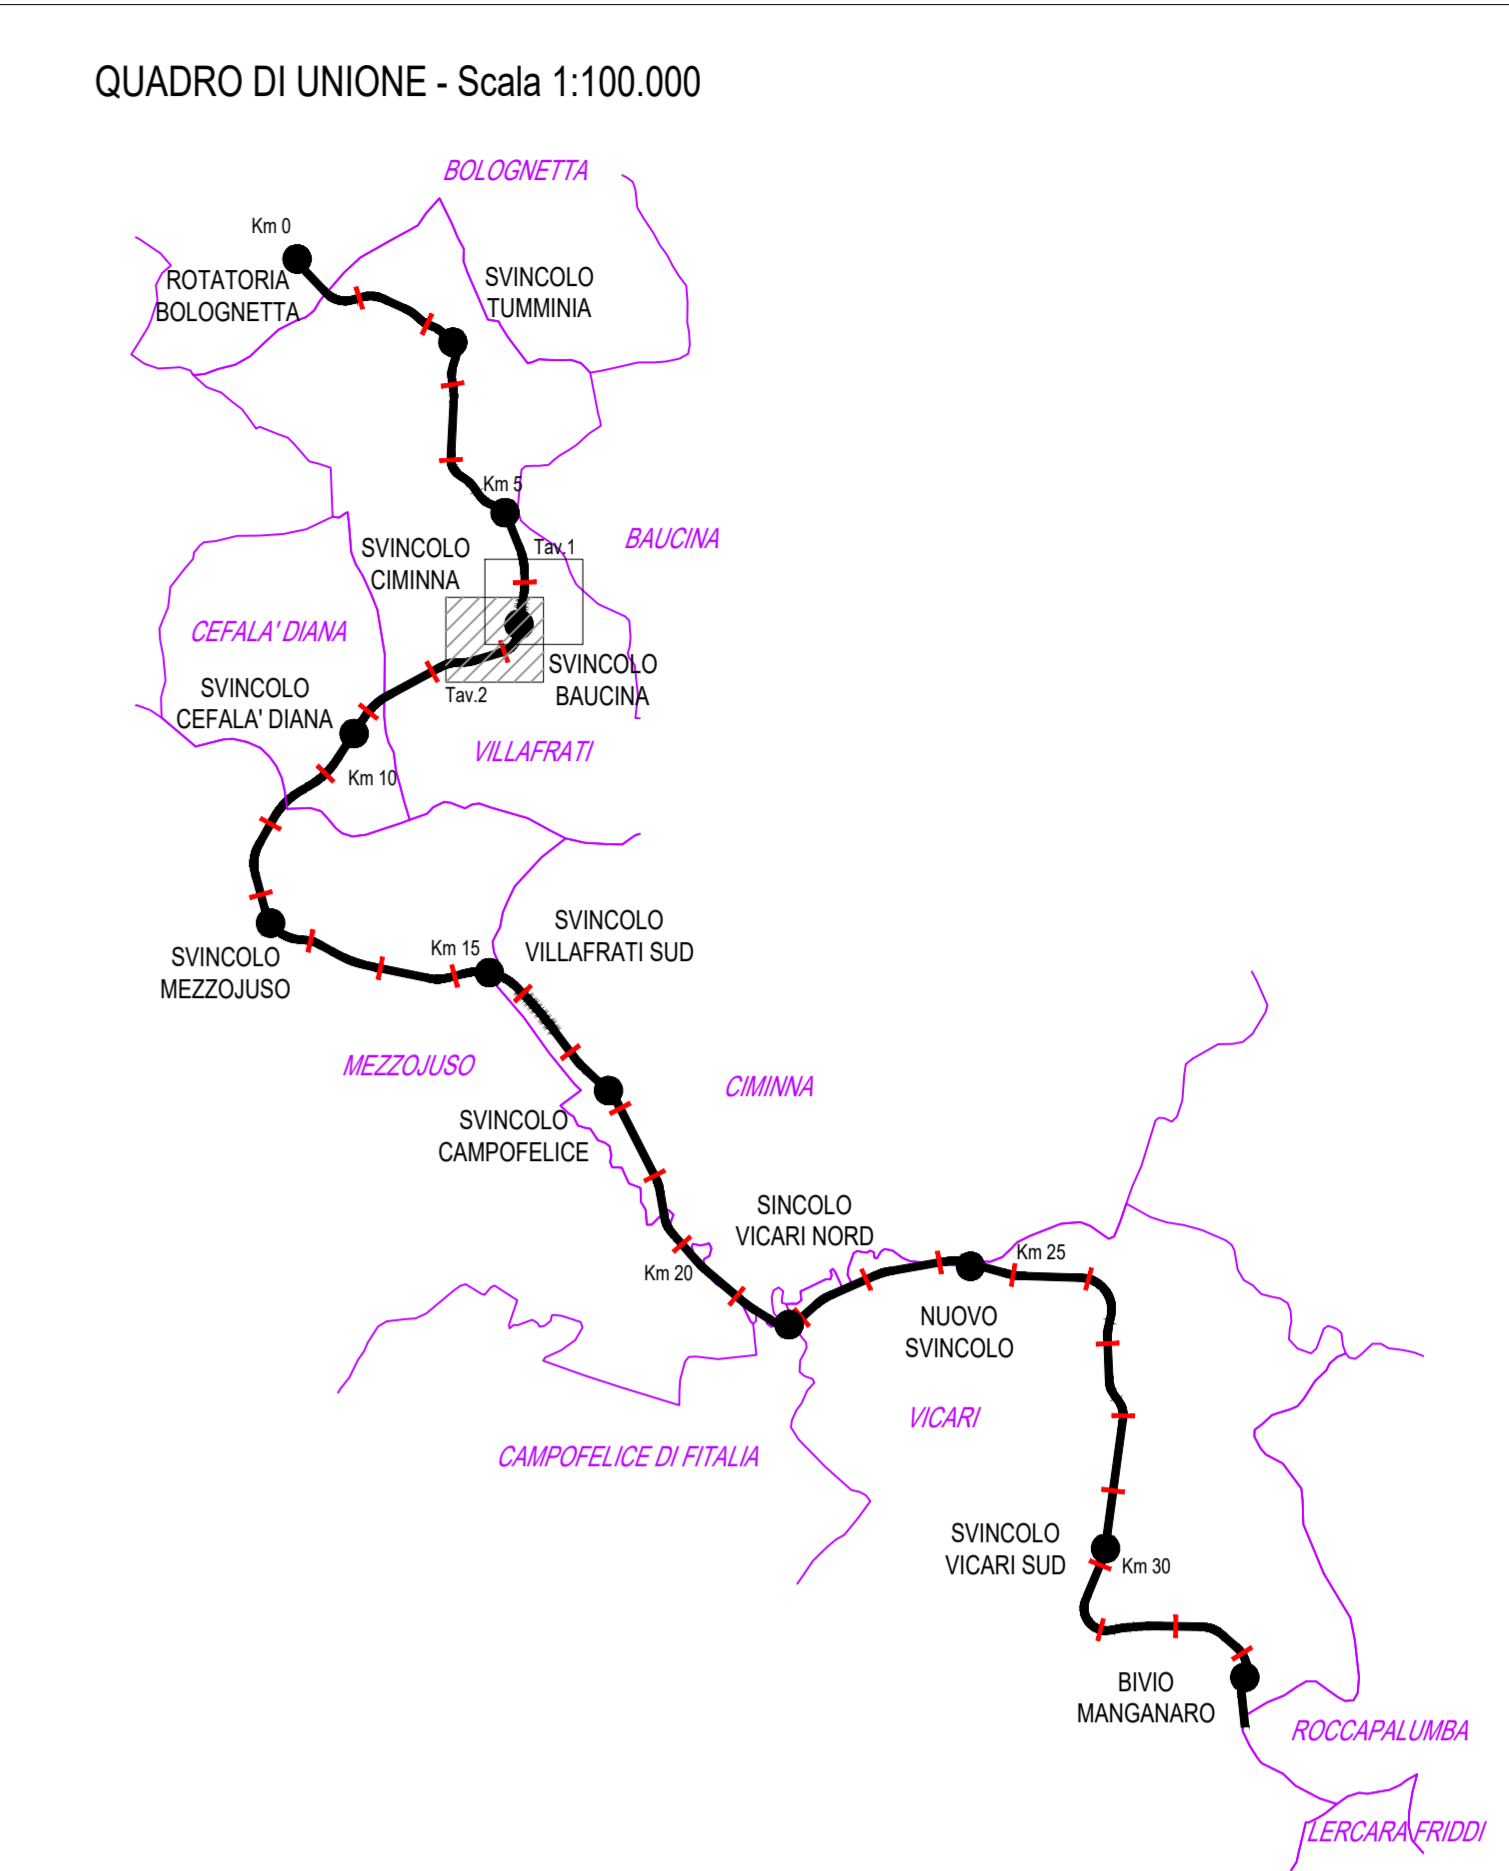 QUADRO DI UNIONE - Scala 1:100.000
BOLOGNETTA
Km 0
ROTATORIA
BOLOGNETTA
SVINCOLO
TUMMINIA
Km 5
BAUCINA
SVINCOLO
CIMINNA
Tav.1
CEFALA' DIANA
SVINCOLO
CEFALA' DIANA
SVINCOLO
BAUCINA
Tav.2
VILLAFRATI
Km 10
SVINCOLO
VILLAFRATI SUD
Km 15
SVINCOLO
MEZZOJUSO
MEZZOJUSO
CIMINNA
SVINCOLO
CAMPOFELICE
SINCOLO
VICARI NORD
Km 20
Km 25
NUOVO
SVINCOLO
VICARI
CAMPOFELICE DI FITALIA
SVINCOLO
VICARI SUD
Km 30
BIVIO
MANGANARO
ROCCAPALUMBA
LERCARA FRIDDI